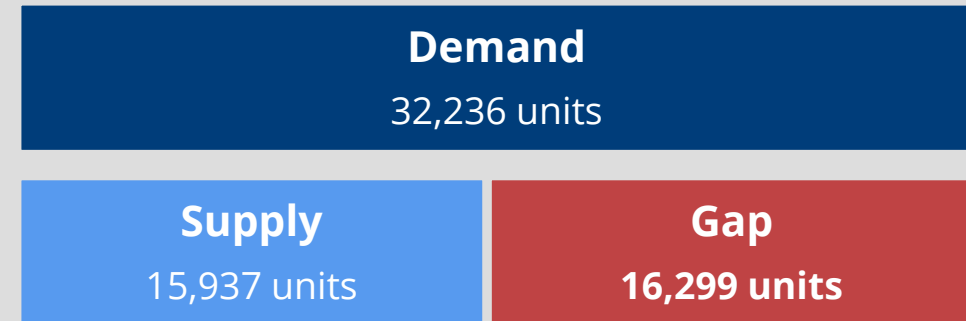 Demand
32,236 units
Supply
15,937 units
Gap
16,299 units